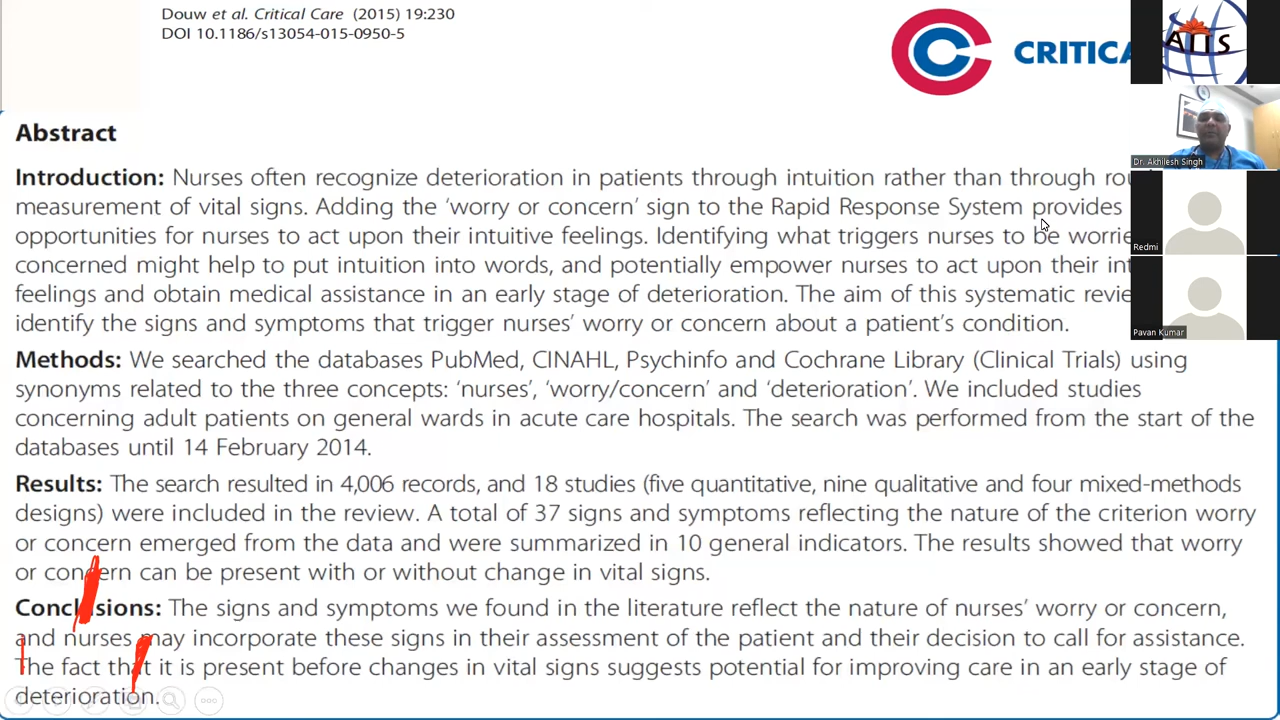 Douw et al. Critical Care (2015) 19:230
DOI 10.1186/s13054-015-0950-5
CRITICA
AIIS
Dr. Akhilesh Singh
Redmi
Pavan Kumar
Abstract
Introduction: Nurses often recognize deterioration in patients through intuition rather than through
measurement of vital signs. Adding the ‘worry or concern’ sign to the Rapid Response System provides
opportunities for nurses to act upon their intuitive feelings. Identifying what triggers nurses to be
concerned might help to put intuition into words, and potentially empower nurses to act upon their
feelings and obtain medical assistance in an early stage of deterioration. The aim of this systematic
identify the signs and symptoms that trigger nurses’ worry or concern about a patient’s condition.
Methods: We searched the databases PubMed, CINAHL, Psychinfo and Cochrane Library (Clinical Trials) using
synonyms related to the three concepts: ‘nurses’, ‘worry/concern’ and ‘deterioration’. We included studies
concerning adult patients on general wards in acute care hospitals. The search was performed from the start of the
databases until 14 February 2014.
Results: The search resulted in 4,006 records, and 18 studies (five quantitative, nine qualitative and four mixed-methods
designs) were included in the review. A total of 37 signs and symptoms reflecting the nature of the criterion worry
or concern emerged from the data and were summarized in 10 general indicators. The results showed that worry
or concern can be present with or without change in vital signs.
Conclusions: The signs and symptoms we found in the literature reflect the nature of nurses’ worry or concern,
and nurses may incorporate these signs in their assessment of the patient and their decision to call for assistance.
The fact that it is present before changes in vital signs suggests potential for improving care in an early stage of
deterioration.